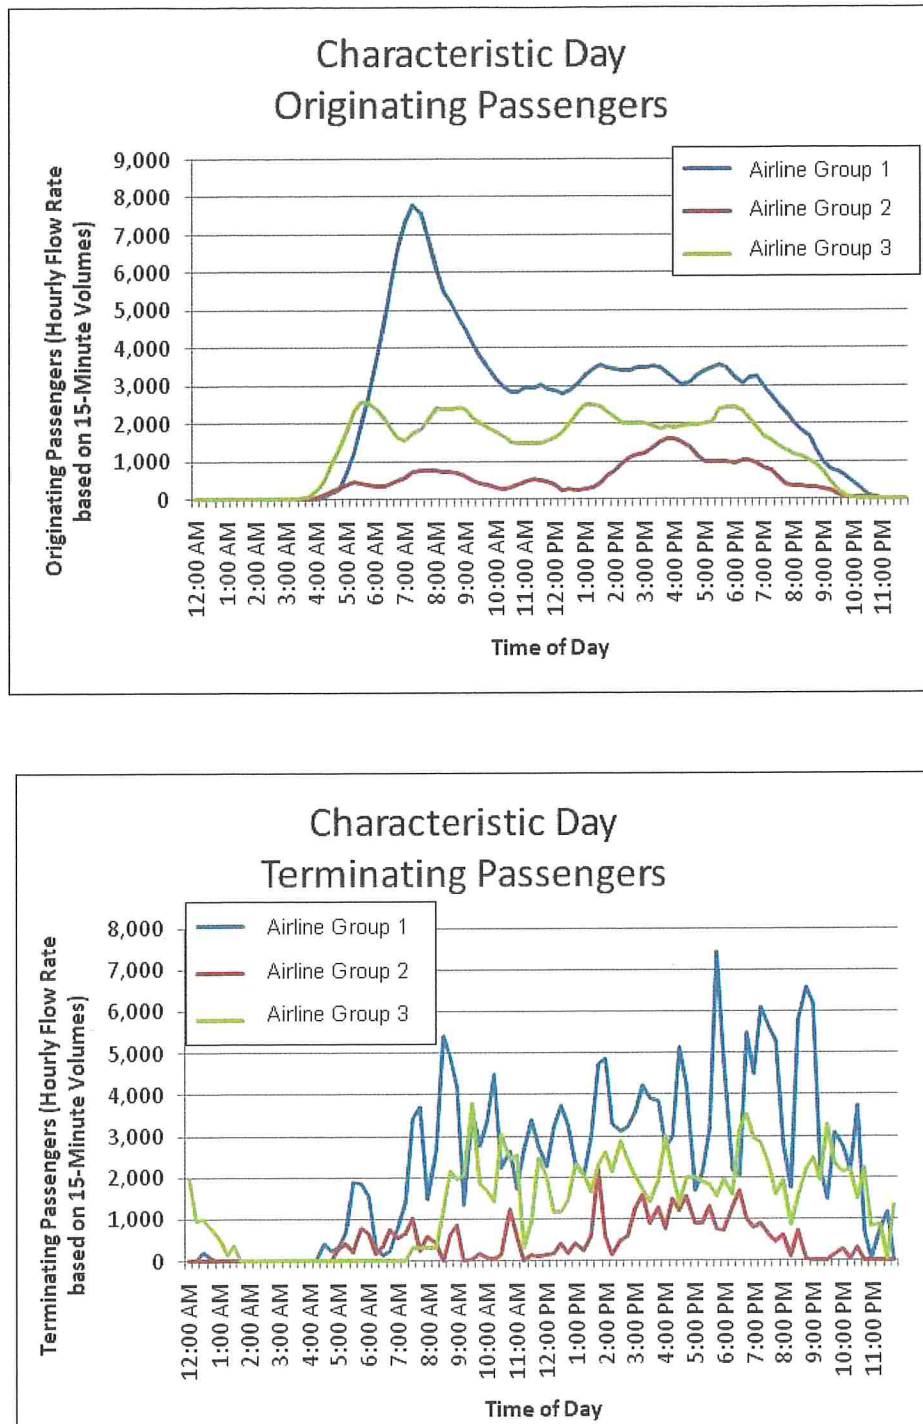 Characteristic Day
Originating Passengers
Originating Passengers (Hourly Flow Rate
based on 15-Minute Volumes)
9,000
8,000
7,000
6,000
5,000
4,000
3,000
2,000
1,000
0
Airline Group 1
Airline Group 2
Airline Group 3
12:00 AM
1:00 AM
2:00 AM
3:00 AM
4:00 AM
5:00 AM
6:00 AM
7:00 AM
8:00 AM
9:00 AM
10:00 AM
11:00 AM
12:00 PM
1:00 PM
2:00 PM
3:00 PM
4:00 PM
5:00 PM
6:00 PM
7:00 PM
8:00 PM
9:00 PM
10:00 PM
11:00 PM
Time of Day
Characteristic Day
Terminating Passengers
Terminating Passengers (Hourly Flow Rate
based on 15-Minute Volumes)
8,000
7,000
6,000
5,000
4,000
3,000
2,000
1,000
0
Airline Group 1
Airline Group 2
Airline Group 3
12:00 AM
1:00 AM
2:00 AM
3:00 AM
4:00 AM
5:00 AM
6:00 AM
7:00 AM
8:00 AM
9:00 AM
10:00 AM
11:00 AM
12:00 PM
1:00 PM
2:00 PM
3:00 PM
4:00 PM
5:00 PM
6:00 PM
7:00 PM
8:00 PM
9:00 PM
10:00 PM
11:00 PM
Time of Day